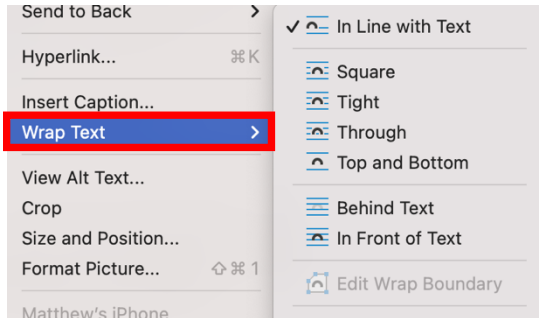 Send to Back
Hyperlink... ⌘K
Insert Caption...
Wrap Text
View Alt Text...
Crop
Size and Position...
Format Picture... ⇧⌘1
Matthew's iPhone
✓ In Line with Text
Square
Tight
Through
Top and Bottom
Behind Text
In Front of Text
Edit Wrap Boundary